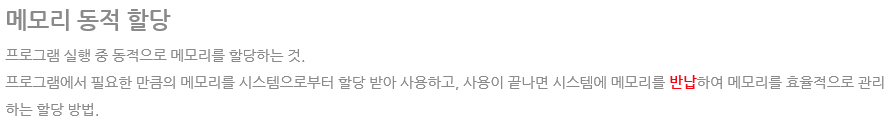 메모리 동적 할당
프로그램 실행 중 동적으로 메모리를 할당하는 것.
프로그램에서 필요한 만큼의 메모리를 시스템으로부터 할당 받아 사용하고, 사용이 끝나면 시스템에 메모리를 반납하여 메모리를 효율적으로 관리
하는 할당 방법.